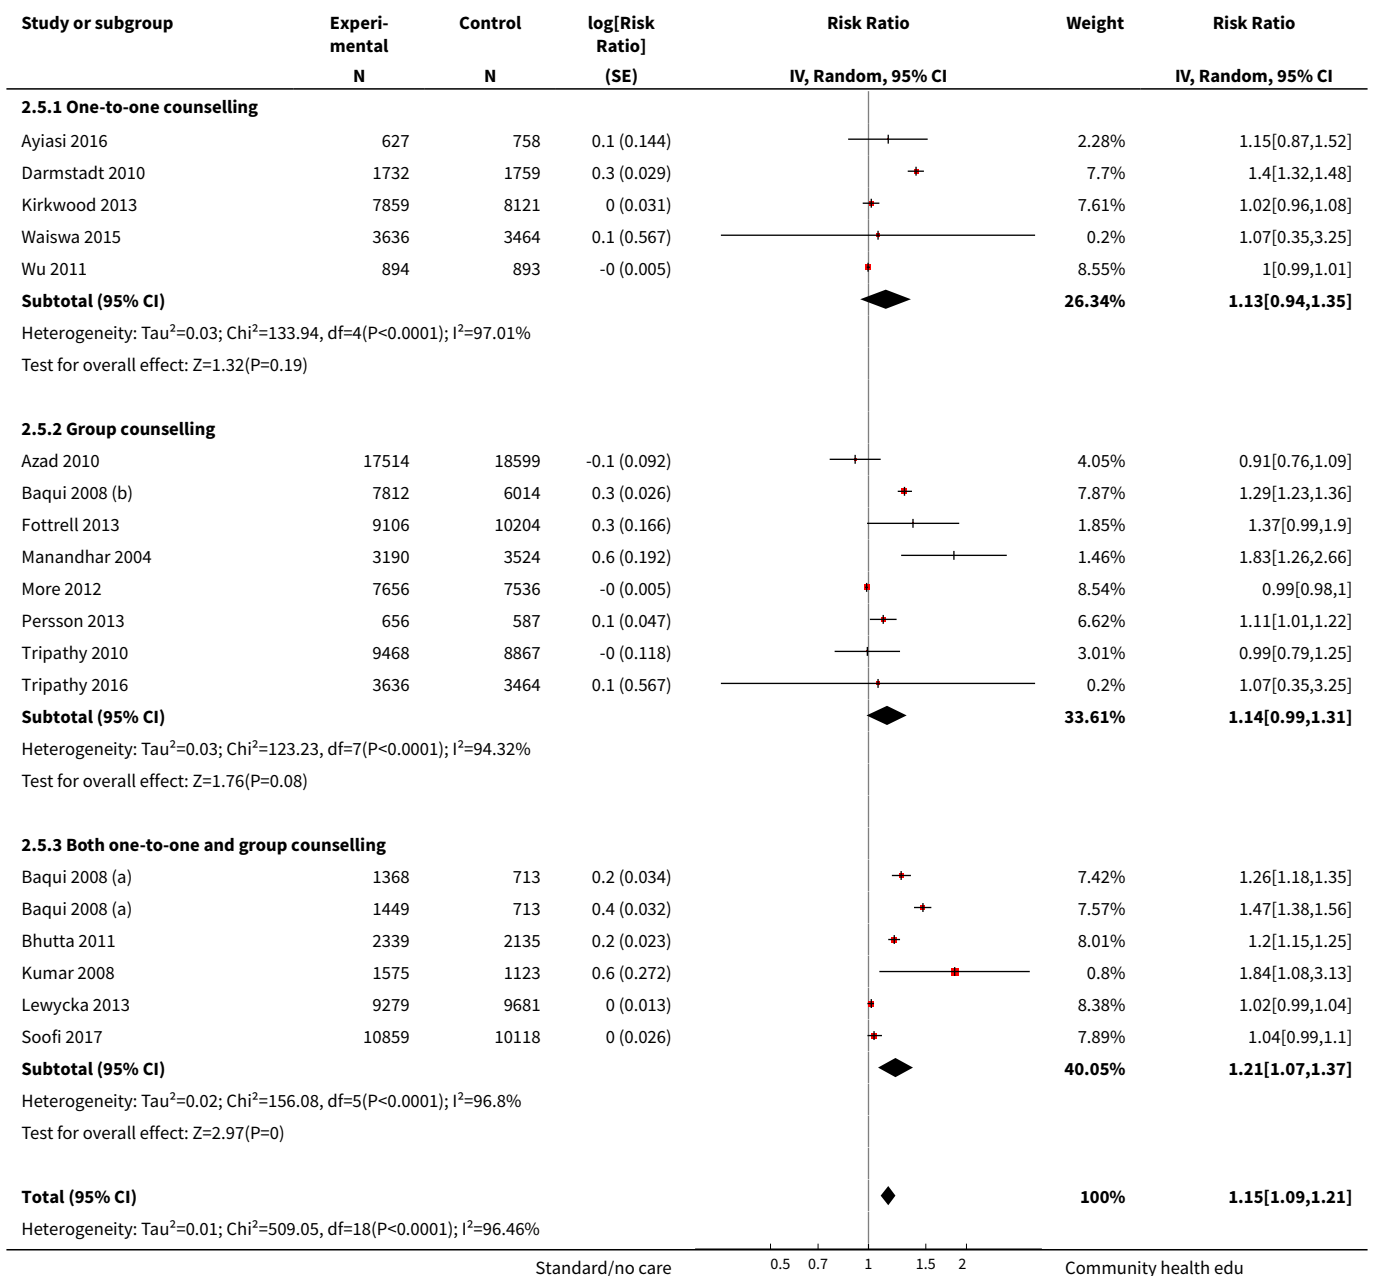 Study or subgroup Experi- Control log[Risk Risk Ratio Weight Risk Ratio
mental Ratio]
N N (SE) IV, Random, 95% CI IV, Random, 95% CI
2.5.1 One-to-one counselling
Ayiasi 2016 627 758 0.1 (0.144) 2.28% 1.15[0.87,1.52]
Darmstadt 2010 1732 1759 0.3 (0.029) 7.7% 1.4[1.32,1.48]
Kirkwood 2013 7859 8121 0 (0.031) 7.61% 1.02[0.96,1.08]
Waiswa 2015 3636 3464 0.1 (0.567) 0.2% 1.07[0.35,3.25]
Wu 2011 894 893 -0 (0.005) 8.55% 1[0.99,1.01]
Subtotal (95% CI) 26.34% 1.13[0.94,1.35]
Heterogeneity: Tau²=0.03; Chi²=133.94, df=4(P<0.0001); I²=97.01%
Test for overall effect: Z=1.32(P=0.19)
2.5.2 Group counselling
Azad 2010 17514 18599 -0.1 (0.092) 4.05% 0.91[0.76,1.09]
Baqui 2008 (b) 7812 6014 0.3 (0.026) 7.87% 1.29[1.23,1.36]
Fottrell 2013 9106 10204 0.3 (0.166) 1.85% 1.37[0.99,1.9]
Manandhar 2004 3190 3524 0.6 (0.192) 1.46% 1.83[1.26,2.66]
More 2012 7656 7536 -0 (0.005) 8.54% 0.99[0.98,1]
Persson 2013 656 587 0.1 (0.047) 6.62% 1.11[1.01,1.22]
Tripathy 2010 9468 8867 -0 (0.118) 3.01% 0.99[0.79,1.25]
Tripathy 2016 3636 3464 0.1 (0.567) 0.2% 1.07[0.35,3.25]
Subtotal (95% CI) 33.61% 1.14[0.99,1.31]
Heterogeneity: Tau²=0.03; Chi²=123.23, df=7(P<0.0001); I²=94.32%
Test for overall effect: Z=1.76(P=0.08)
2.5.3 Both one-to-one and group counselling
Baqui 2008 (a) 1368 713 0.2 (0.034) 7.42% 1.26[1.18,1.35]
Baqui 2008 (a) 1449 713 0.4 (0.032) 7.57% 1.47[1.38,1.56]
Bhutta 2011 2339 2135 0.2 (0.023) 8.01% 1.2[1.15,1.25]
Kumar 2008 1575 1123 0.6 (0.272) 0.8% 1.84[1.08,3.13]
Lewycka 2013 9279 9681 0 (0.013) 8.38% 1.02[0.99,1.04]
Soofi 2017 10859 10118 0 (0.026) 7.89% 1.04[0.99,1.1]
Subtotal (95% CI) 40.05% 1.21[1.07,1.37]
Heterogeneity: Tau²=0.02; Chi²=156.08, df=5(P<0.0001); I²=96.8%
Test for overall effect: Z=2.97(P=0)
Total (95% CI) 100% 1.15[1.09,1.21]
Heterogeneity: Tau²=0.01; Chi²=509.05, df=18(P<0.0001); I²=96.46%
Standard/no care 0.5 0.7 1 1.5 2 Community health edu